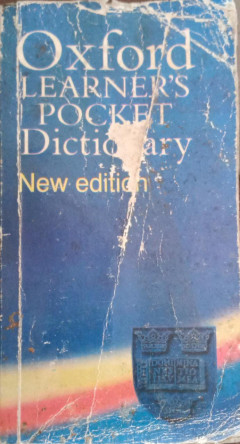 Oxford
LEARNER'S
POCKET
Dictionary
New edition